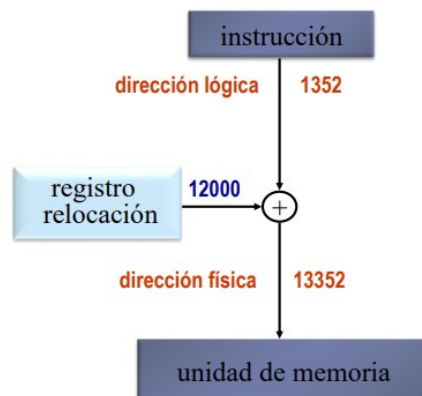 instrucción
dirección lógica 1352
registro
relocación
12000
+
dirección física 13352
unidad de memoria